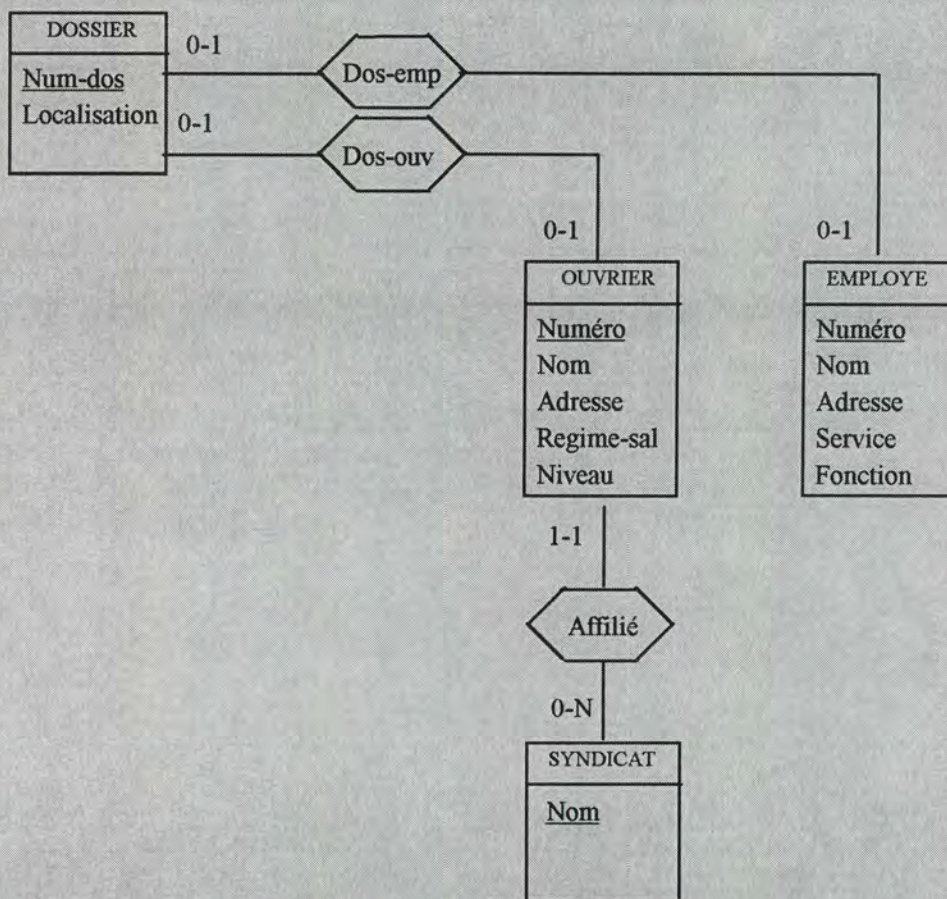 DOSSIER
Num-dos
Localisation
0-1
Dos-emp
0-1
Dos-ouv
0-1
0-1
OUVRIER
Numéro
Nom
Adresse
Regime-sal
Niveau
EMPLOYE
Numéro
Nom
Adresse
Service
Fonction
1-1
Affilié
0-N
SYNDICAT
Nom